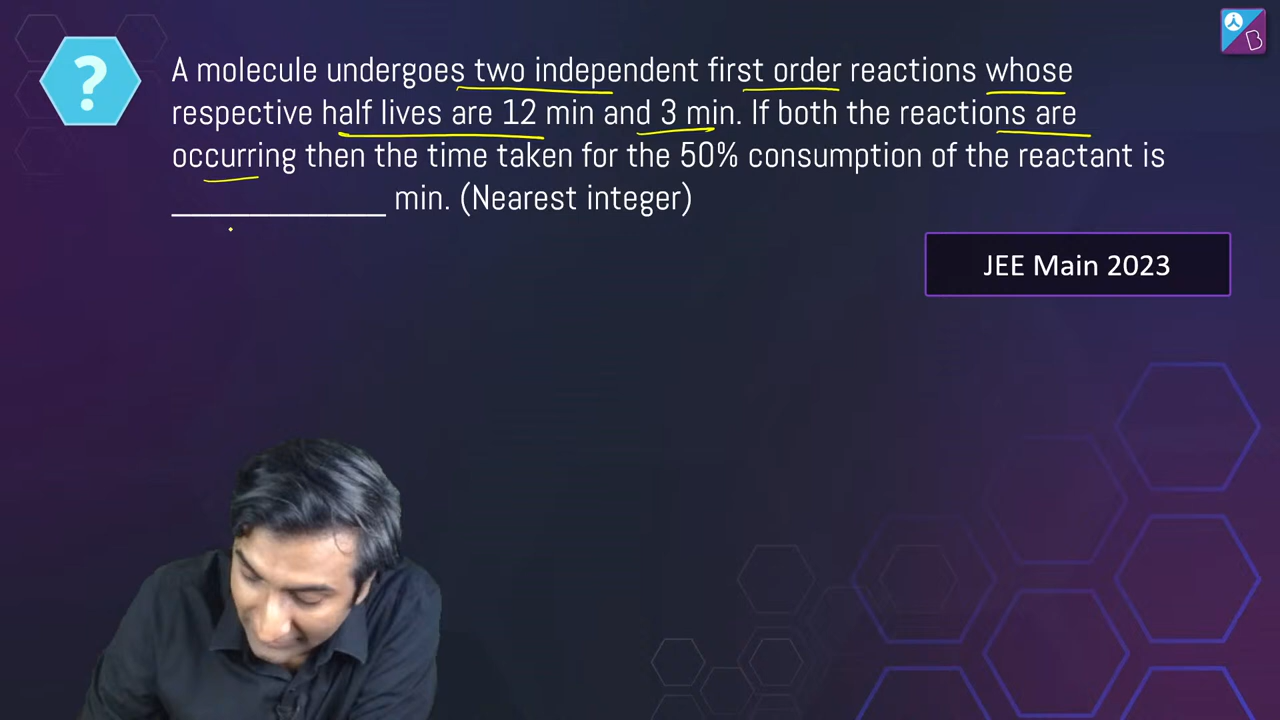 ?
A molecule undergoes two independent first order reactions whose
respective half lives are 12 min and 3 min. If both the reactions are
occurring then the time taken for the 50% consumption of the reactant is
____________ min. (Nearest integer)
JEE Main 2023
B